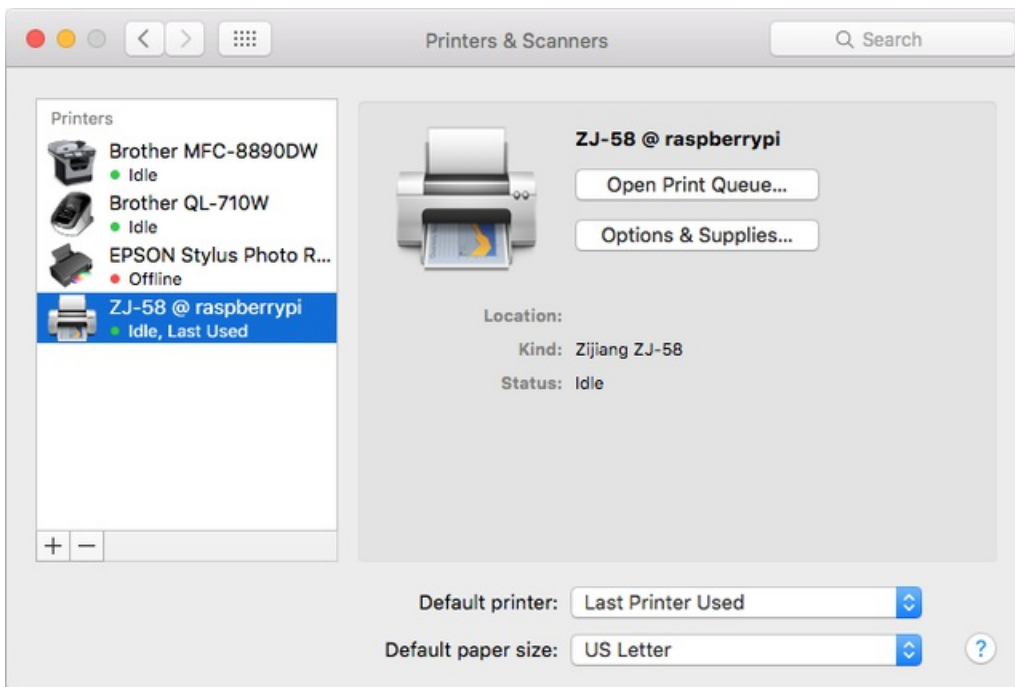 Printers & Scanners
Search
Printers
Brother MFC-8890DW
Idle
Brother QL-710W
Idle
EPSON Stylus Photo R...
Offline
ZJ-58 @ raspberrypi
Idle, Last Used
+ −
ZJ-58 @ raspberrypi
Open Print Queue...
Options & Supplies...
Location:
Kind: Zijiang ZJ-58
Status: Idle
Default printer: Last Printer Used
Default paper size: US Letter
?